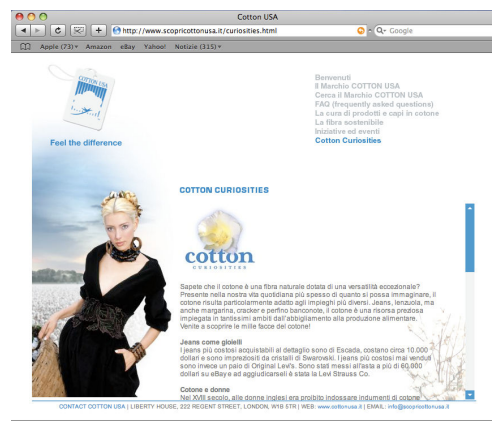 Cotton USA
http://www.scopricottonusa.it/curiosities.html
Google
Apple (73) Amazon eBay Yahoo! Notizie (315)
COTTON USA
Feel the difference
Benvenuti
Il Marchio COTTON USA
Cerca il Marchio COTTON USA
FAQ (frequently asked questions)
La cura di prodotti e capi in cotone
La fibra sostenibile
Iniziative ed eventi
Cotton Curiosities
COTTON CURIOSITIES
cotton
CURIOSITIES
Sapete che il cotone è una fibra naturale dotata di una versatilità eccezionale?
Presente nella nostra vita quotidiana più spesso di quanto si possa immaginare, il
cotone risulta particolarmente adatto agli impieghi più diversi. Jeans, lenzuola, ma
anche margarina, cracker e perfino banconote, il cotone è una risorsa preziosa
impiegata in tantissimi ambiti dall'abbigliamento alla produzione alimentare.
Venite a scoprire le mille facce del cotone!
Jeans come gioielli
I jeans più costosi acquistabili al dettaglio sono di Escada, costano circa 10.000
dollari e sono impreziositi da cristalli di Swarovski. I jeans più costosi mai venduti
sono invece un paio di Original Levi's. Sono stati messi all'asta a più di 60.000
dollari su eBay e ad aggiudicarseli è stata la Levi Strauss Co.
Cotone e donne
Nel XVIII secolo, alle donne inglesi era proibito indossare indumenti di cotone
CONTACT COTTON USA | LIBERTY HOUSE, 222 REGENT STREET, LONDON, W1B 5TR | WEB: www.cottonusa.it | EMAIL: info@scopricottonusa.it